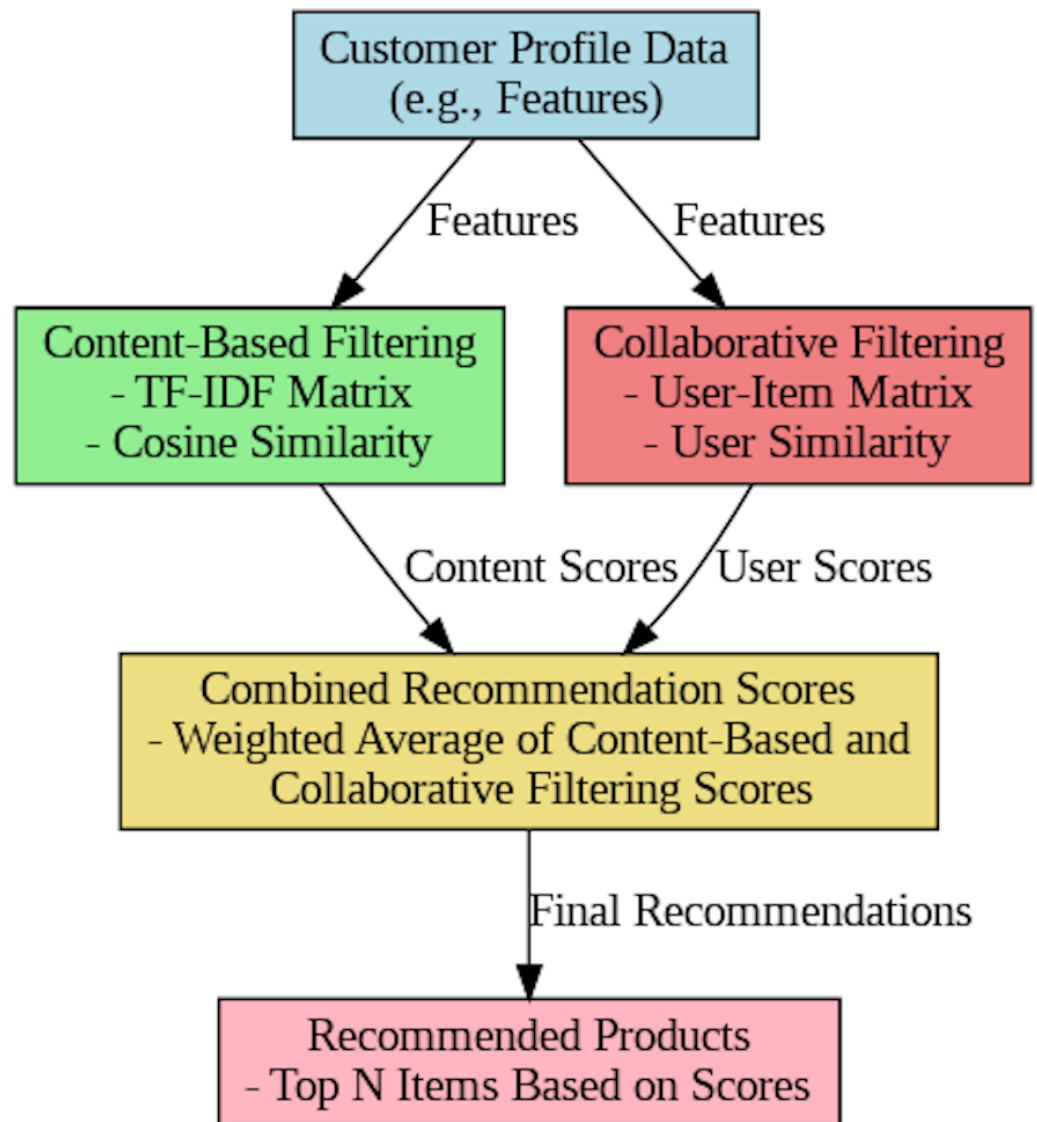 Customer Profile Data
(e.g., Features)
Features
Features
Content-Based Filtering
- TF-IDF Matrix
- Cosine Similarity
Collaborative Filtering
- User-Item Matrix
- User Similarity
Content Scores
User Scores
Combined Recommendation Scores
- Weighted Average of Content-Based and
Collaborative Filtering Scores
Final Recommendations
Recommended Products
- Top N Items Based on Scores